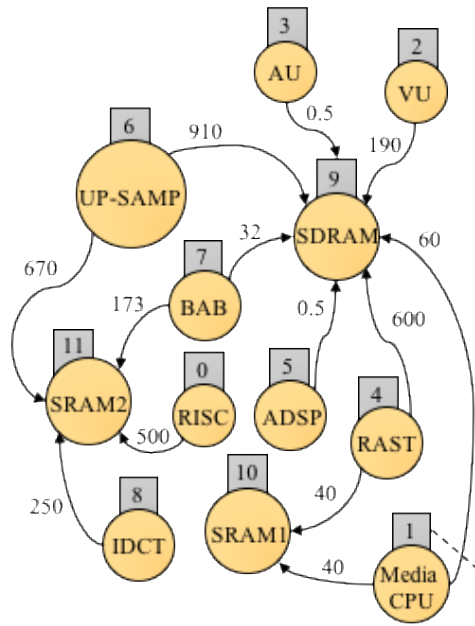 3
AU
2
VU
0.5
190
6
UP-SAMP
910
9
SDRAM
670
7
BAB
32
60
173
0.5
600
11
SRAM2
0
RISC
500
5
ADSP
4
RAST
250
8
IDCT
10
SRAM1
40
40
1
Media
CPU